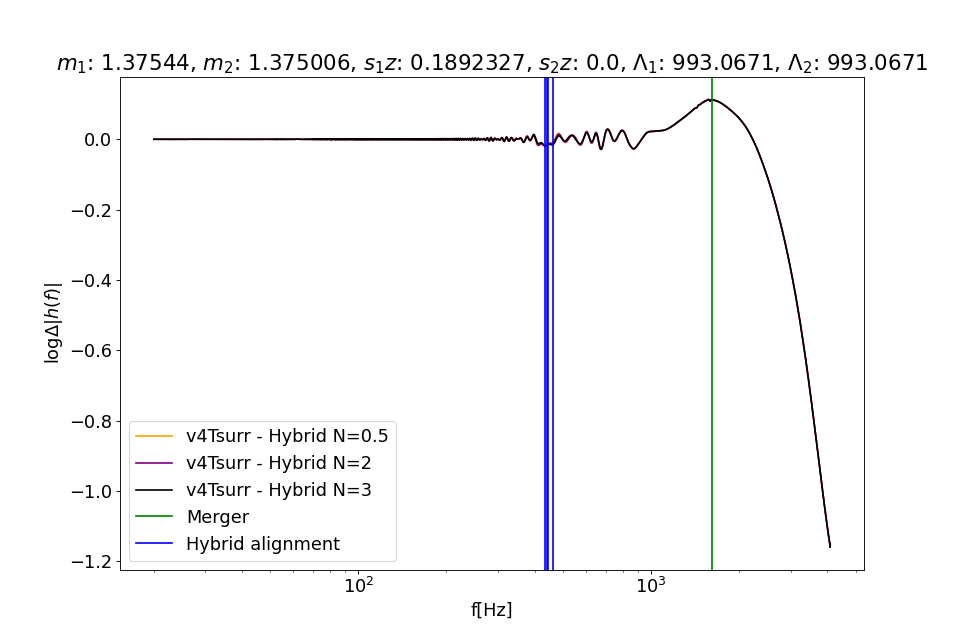 m₁: 1.37544, m₂: 1.375006, s₁z: 0.1892327, s₂z: 0.0, Λ₁: 993.0671, Λ₂: 993.0671
0.0
−0.2
−0.4
−0.6
−0.8
−1.0
−1.2
logΔ|h(f)|
v4Tsurr - Hybrid N=0.5
v4Tsurr - Hybrid N=2
v4Tsurr - Hybrid N=3
Merger
Hybrid alignment
10² 10³
f[Hz]